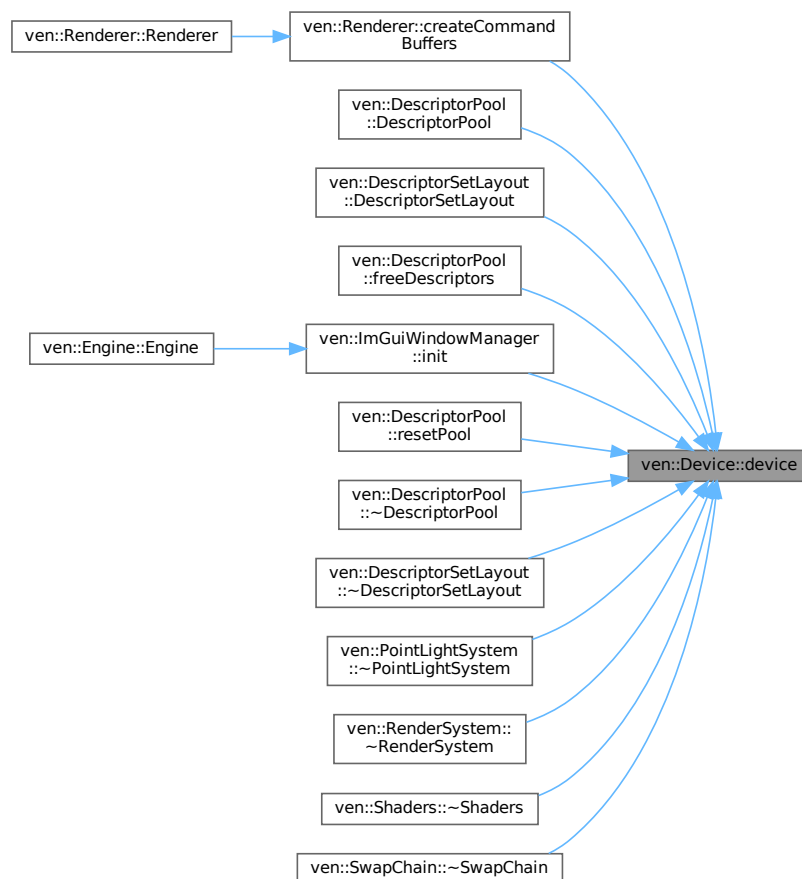 ven::Renderer::Renderer
ven::Renderer::createCommand
Buffers
ven::DescriptorPool
::DescriptorPool
ven::DescriptorSetLayout
::DescriptorSetLayout
ven::DescriptorPool
::freeDescriptors
ven::Engine::Engine
ven::ImGuiWindowManager
::init
ven::DescriptorPool
::resetPool
ven::Device::device
ven::DescriptorPool
::~DescriptorPool
ven::DescriptorSetLayout
::~DescriptorSetLayout
ven::PointLightSystem
::~PointLightSystem
ven::RenderSystem::
~RenderSystem
ven::Shaders::~Shaders
ven::SwapChain::~SwapChain